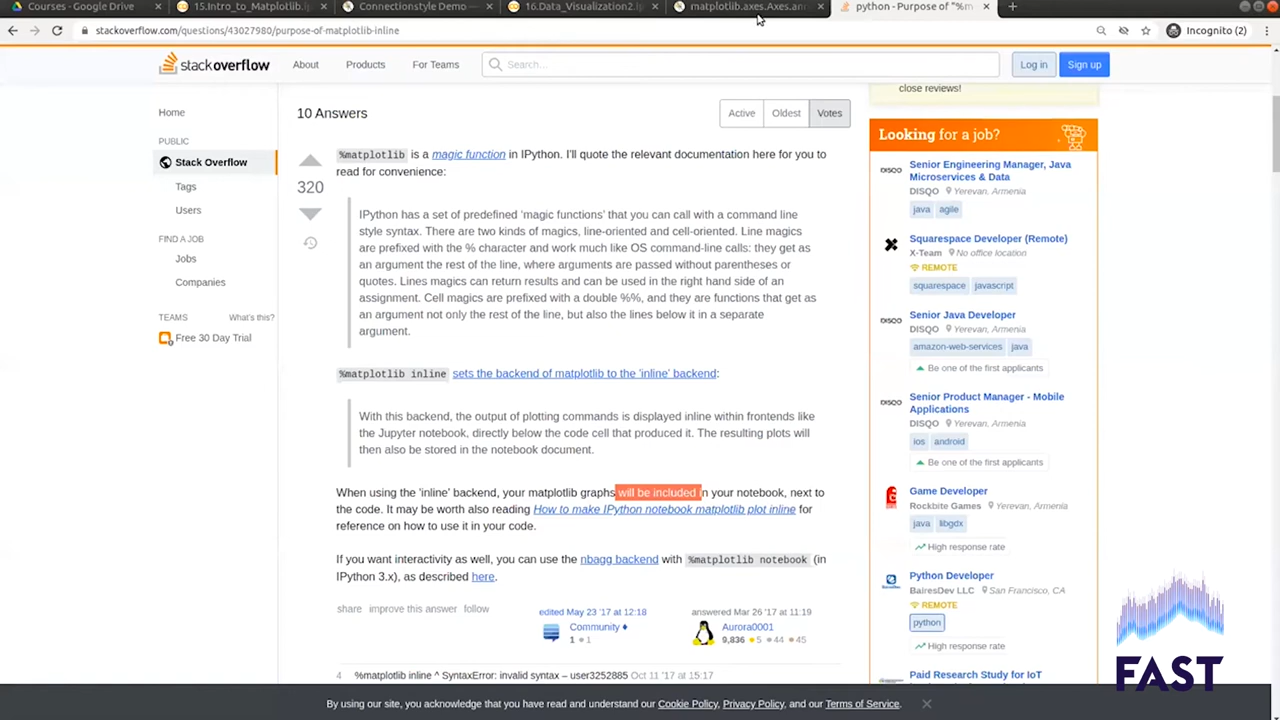 Courses - Google Drive
15.Intro_to_Matplotlib.i
Connectionstyle Demo
16.Data_Visualization2.i
matplotlib.axes.Axes.an
python - Purpose of "%m
stackoverflow.com/questions/43027980/purpose-of-matplotlib-inline
Incognito (2)
stackoverflow
About
Products
For Teams
Search...
Log in
Sign up
Home
PUBLIC
Stack Overflow
Tags
Users
FIND A JOB
Jobs
Companies
TEAMS
What's this?
Free 30 Day Trial
10 Answers
Active
Oldest
Votes
320
%matplotlib is a magic function in IPython. I'll quote the relevant documentation here for you to
read for convenience:
IPython has a set of predefined 'magic functions' that you can call with a command line
style syntax. There are two kinds of magics, line-oriented and cell-oriented. Line magics
are prefixed with the % character and work much like OS command-line calls: they get as
an argument the rest of the line, where arguments are passed without parentheses or
quotes. Lines magics can return results and can be used in the right hand side of an
assignment. Cell magics are prefixed with a double %%, and they are functions that get as
an argument not only the rest of the line, but also the lines below it in a separate
argument.
%matplotlib inline sets the backend of matplotlib to the 'inline' backend:
With this backend, the output of plotting commands is displayed inline within frontends like
the Jupyter notebook, directly below the code cell that produced it. The resulting plots will
then also be stored in the notebook document.
When using the 'inline' backend, your matplotlib graphs will be included in your notebook, next to
the code. It may be worth also reading How to make IPython notebook matplotlib plot inline for
reference on how to use it in your code.
If you want interactivity as well, you can use the nbagg backend with %matplotlib notebook (in
IPython 3.x), as described here.
share improve this answer follow
edited May 23 '17 at 12:18
Community ♦
1 ●1
answered Mar 26 '17 at 11:19
Aurora0001
9,836 ●5 ●44 ●45
4 %matplotlib inline ^ SyntaxError: invalid syntax – user3252885 Oct 11 '17 at 15:17
close reviews!
Looking for a job?
Senior Engineering Manager, Java
Microservices & Data
DISQO
DISQO Yerevan, Armenia
java agile
Squarespace Developer (Remote)
X-Team No office location
REMOTE
squarespace javascript
Senior Java Developer
DISQO
DISQO Yerevan, Armenia
amazon-web-services java
Be one of the first applicants
Senior Product Manager - Mobile
Applications
DISQO
DISQO Yerevan, Armenia
ios android
Be one of the first applicants
Game Developer
Rockbite Games Yerevan, Armenia
java libgdx
High response rate
Python Developer
BairesDev LLC San Francisco, CA
REMOTE
python
High response rate
Paid Research Study for IoT
FAST
By using our site, you acknowledge that you have read and understand our Cookie Policy, Privacy Policy, and our Terms of Service.